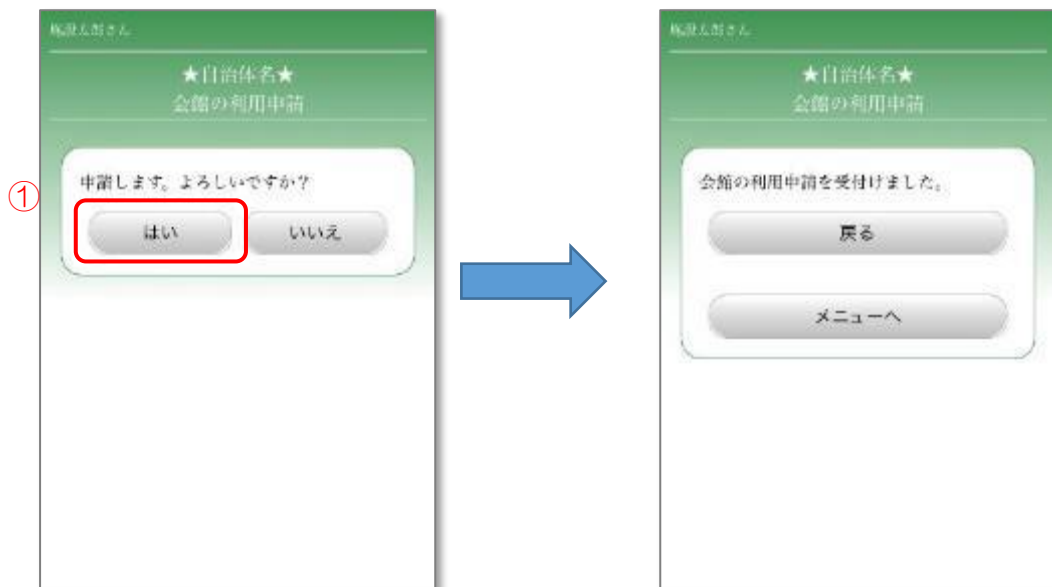 施設太郎さん
★自治体名★
会館の利用申請
①
申請します。よろしいですか？
はい
いいえ
施設太郎さん
★自治体名★
会館の利用申請
会館の利用申請を受付けました。
戻る
メニューへ